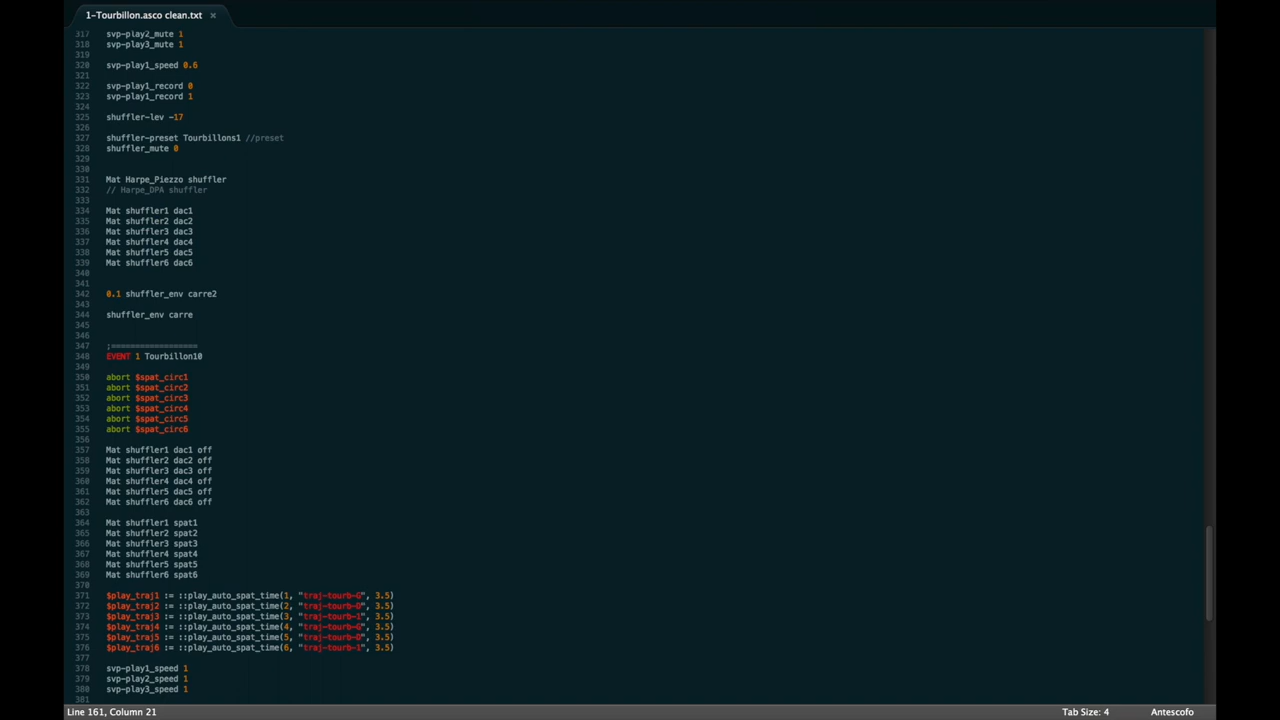 1-Tourbillon.asco clean.txt ×
317 svp-play2_mute 1
318 svp-play3_mute 1
319
320 svp-play1_speed 0.6
321
322 svp-play1_record 0
323 svp-play1_record 1
324
325 shuffler-lev -17
326
327 shuffler-preset Tourbillons1 //preset
328 shuffler_mute 0
329
330
331 Mat Harpe_Piezzo shuffler
332 // Harpe_DPA shuffler
333
334 Mat shuffler1 dac1
335 Mat shuffler2 dac2
336 Mat shuffler3 dac3
337 Mat shuffler4 dac4
338 Mat shuffler5 dac5
339 Mat shuffler6 dac6
340
341
342 0.1 shuffler_env carre2
343
344 shuffler_env carre
345
346
347 ;==================
348 EVENT 1 Tourbillon10
349
350 abort $spat_circ1
351 abort $spat_circ2
352 abort $spat_circ3
353 abort $spat_circ4
354 abort $spat_circ5
355 abort $spat_circ6
356
357 Mat shuffler1 dac1 off
358 Mat shuffler2 dac2 off
359 Mat shuffler3 dac3 off
360 Mat shuffler4 dac4 off
361 Mat shuffler5 dac5 off
362 Mat shuffler6 dac6 off
363
364 Mat shuffler1 spat1
365 Mat shuffler2 spat2
366 Mat shuffler3 spat3
367 Mat shuffler4 spat4
368 Mat shuffler5 spat5
369 Mat shuffler6 spat6
370
371 $play_traj1 := ::play_auto_spat_time(1, "traj-tourb-G", 3.5)
372 $play_traj2 := ::play_auto_spat_time(2, "traj-tourb-G", 3.5)
373 $play_traj3 := ::play_auto_spat_time(3, "traj-tourb-1", 3.5)
374 $play_traj4 := ::play_auto_spat_time(4, "traj-tourb-G", 3.5)
375 $play_traj5 := ::play_auto_spat_time(5, "traj-tourb-G", 3.5)
376 $play_traj6 := ::play_auto_spat_time(6, "traj-tourb-1", 3.5)
377
378 svp-play1_speed 1
379 svp-play2_speed 1
380 svp-play3_speed 1
381
Line 161, Column 21 Tab Size: 4 Antescofo